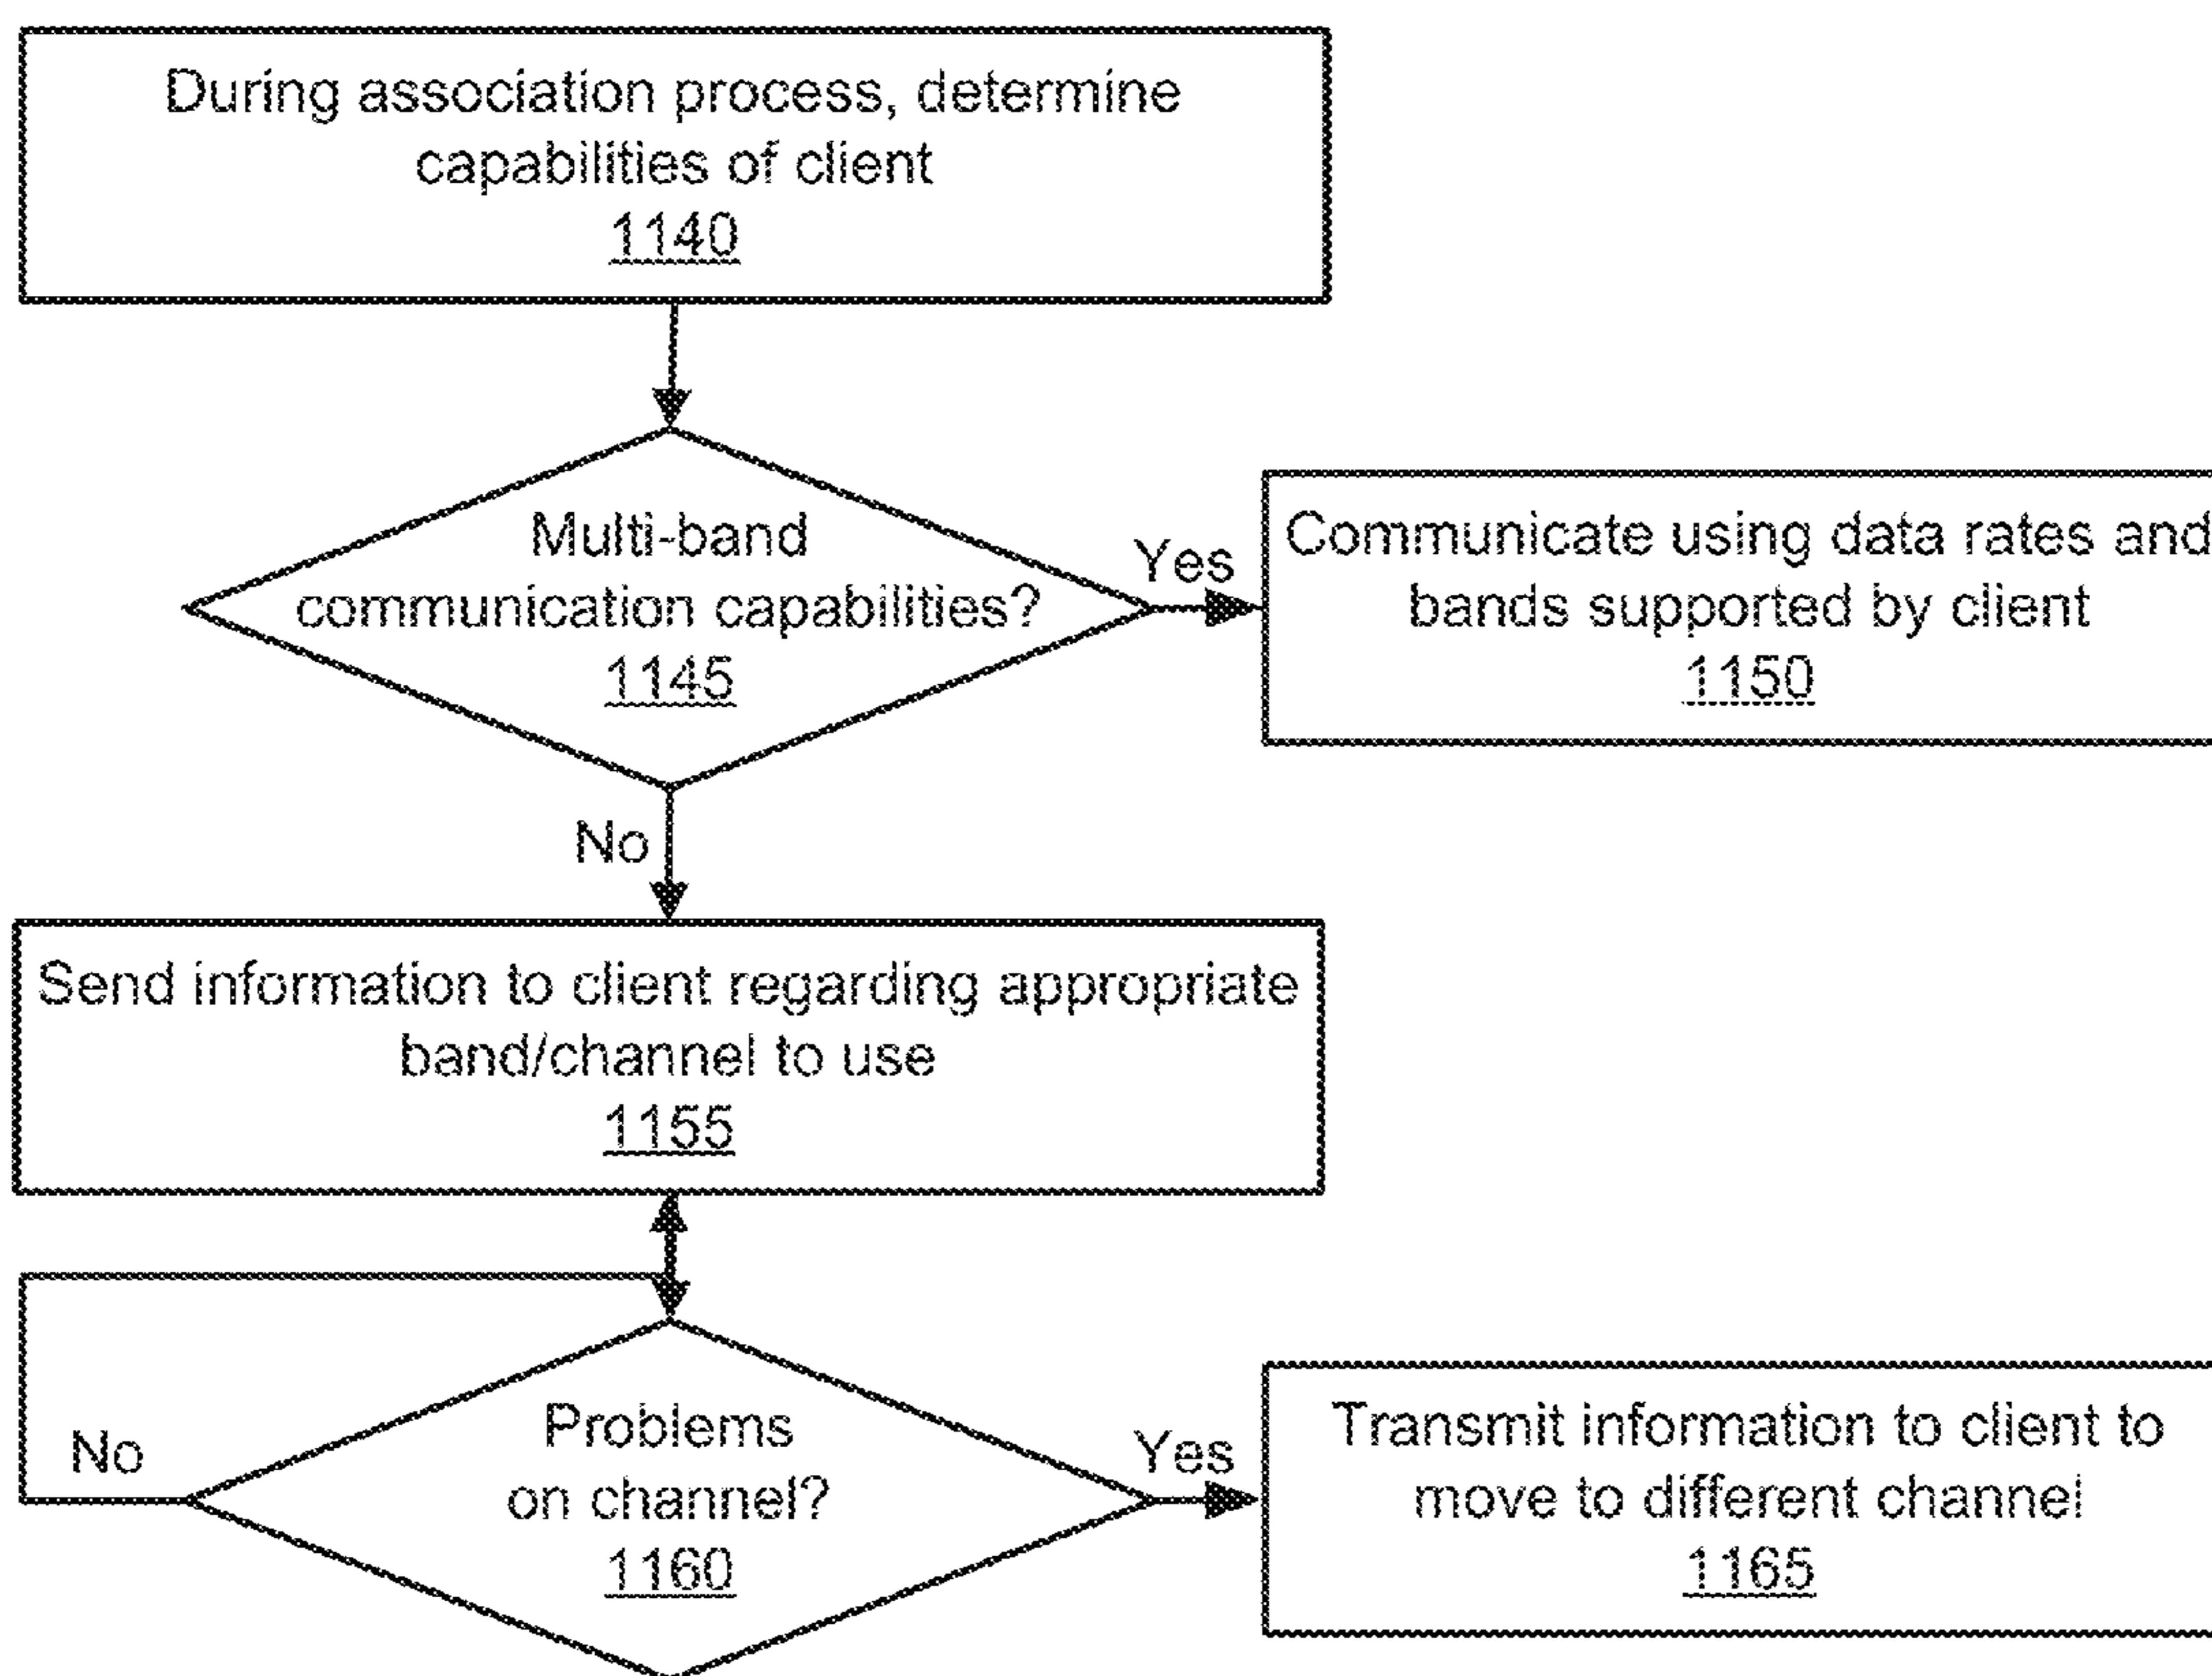 During association process, determine
capabilities of client
1140
Multi-band
communication capabilities?
1145
Yes
Communicate using data rates and
bands supported by client
1150
No
Send information to client regarding appropriate
band/channel to use
1155
No
Problems
on channel?
1160
Yes
Transmit information to client to
move to different channel
1165